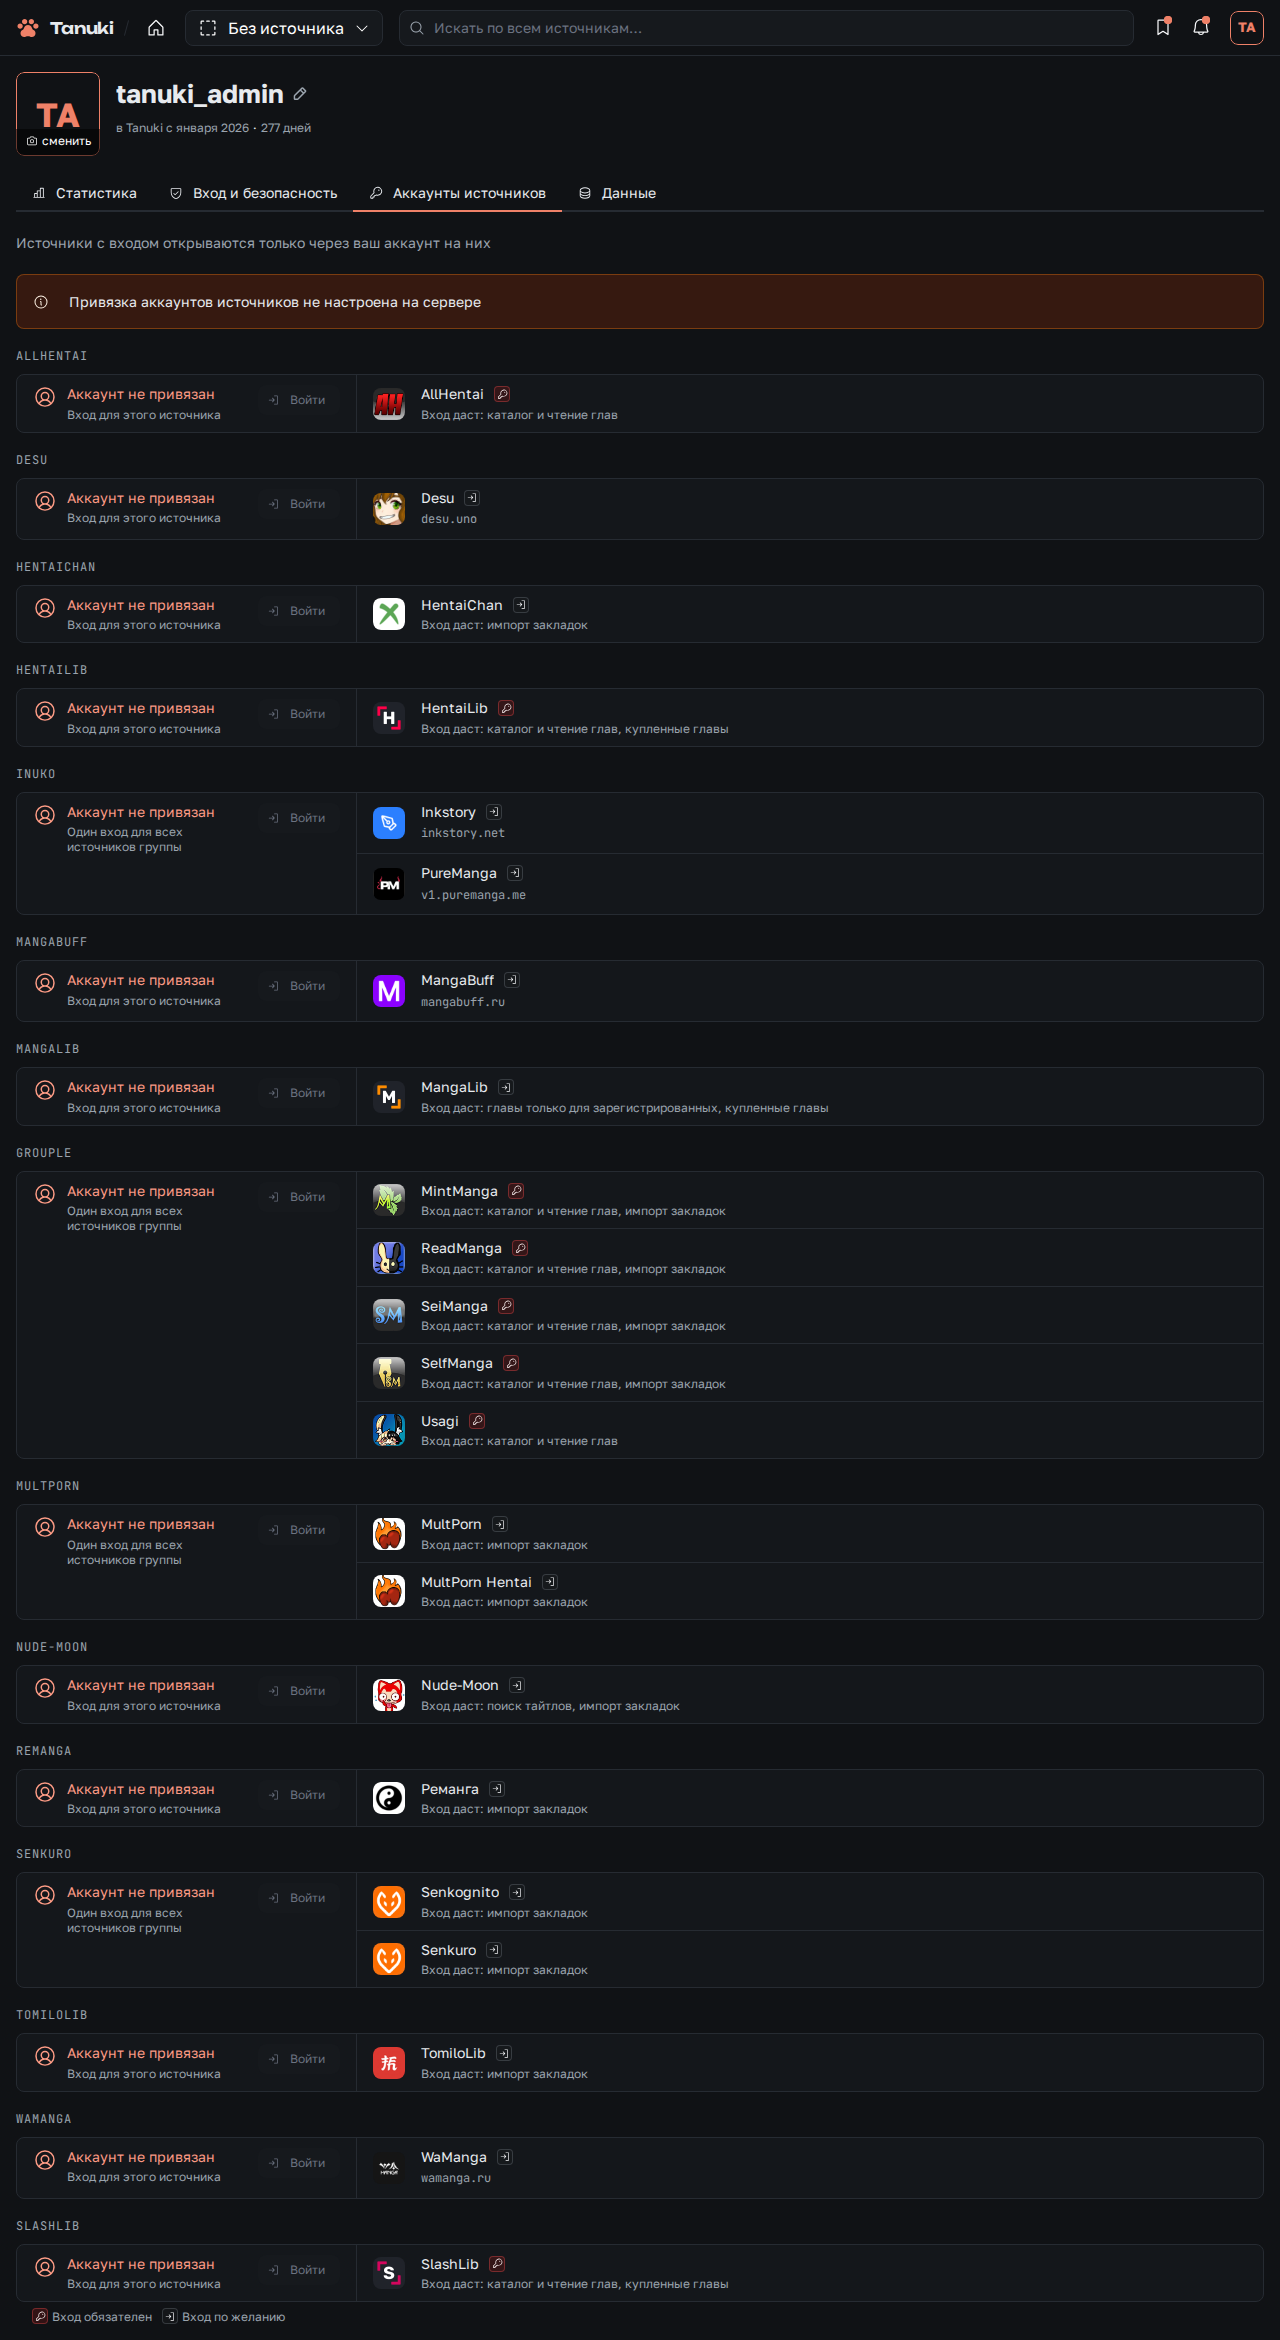 Tanuki / Без источника Искать по всем источникам... TA
TA
сменить
tanuki_admin
в Tanuki с января 2026 · 277 дней
Статистика Вход и безопасность Аккаунты источников Данные
Источники с входом открываются только через ваш аккаунт на них
Привязка аккаунтов источников не настроена на сервере
ALLHENTAI
Аккаунт не привязан Войти AllHentai
Вход для этого источника Вход даст: каталог и чтение глав
DESU
Аккаунт не привязан Войти Desu
Вход для этого источника desu.uno
HENTAICHAN
Аккаунт не привязан Войти HentaiChan
Вход для этого источника Вход даст: импорт закладок
HENTAILIB
Аккаунт не привязан Войти HentaiLib
Вход для этого источника Вход даст: каталог и чтение глав, купленные главы
INUKO
Аккаунт не привязан Войти Inkstory
Один вход для всех inkstory.net
источников группы
PureManga
v1.puremanga.me
MANGABUFF
Аккаунт не привязан Войти MangaBuff
Вход для этого источника mangabuff.ru
MANGALIB
Аккаунт не привязан Войти MangaLib
Вход для этого источника Вход даст: главы только для зарегистрированных, купленные главы
GROUPLE
Аккаунт не привязан Войти MintManga
Один вход для всех Вход даст: каталог и чтение глав, импорт закладок
источников группы
ReadManga
Вход даст: каталог и чтение глав, импорт закладок
SeiManga
Вход даст: каталог и чтение глав, импорт закладок
SelfManga
Вход даст: каталог и чтение глав, импорт закладок
Usagi
Вход даст: каталог и чтение глав
MULTPORN
Аккаунт не привязан Войти MultPorn
Один вход для всех Вход даст: импорт закладок
источников группы
MultPorn Hentai
Вход даст: импорт закладок
NUDE-MOON
Аккаунт не привязан Войти Nude-Moon
Вход для этого источника Вход даст: поиск тайтлов, импорт закладок
REMANGA
Аккаунт не привязан Войти Реманга
Вход для этого источника Вход даст: импорт закладок
SENKURO
Аккаунт не привязан Войти Senkognito
Один вход для всех Вход даст: импорт закладок
источников группы
Senkuro
Вход даст: импорт закладок
TOMILOLIB
Аккаунт не привязан Войти TomiloLib
Вход для этого источника Вход даст: импорт закладок
WAMANGA
Аккаунт не привязан Войти WaManga
Вход для этого источника wamanga.ru
SLASHLIB
Аккаунт не привязан Войти SlashLib
Вход для этого источника Вход даст: каталог и чтение глав, купленные главы
Вход обязателен Вход по желанию